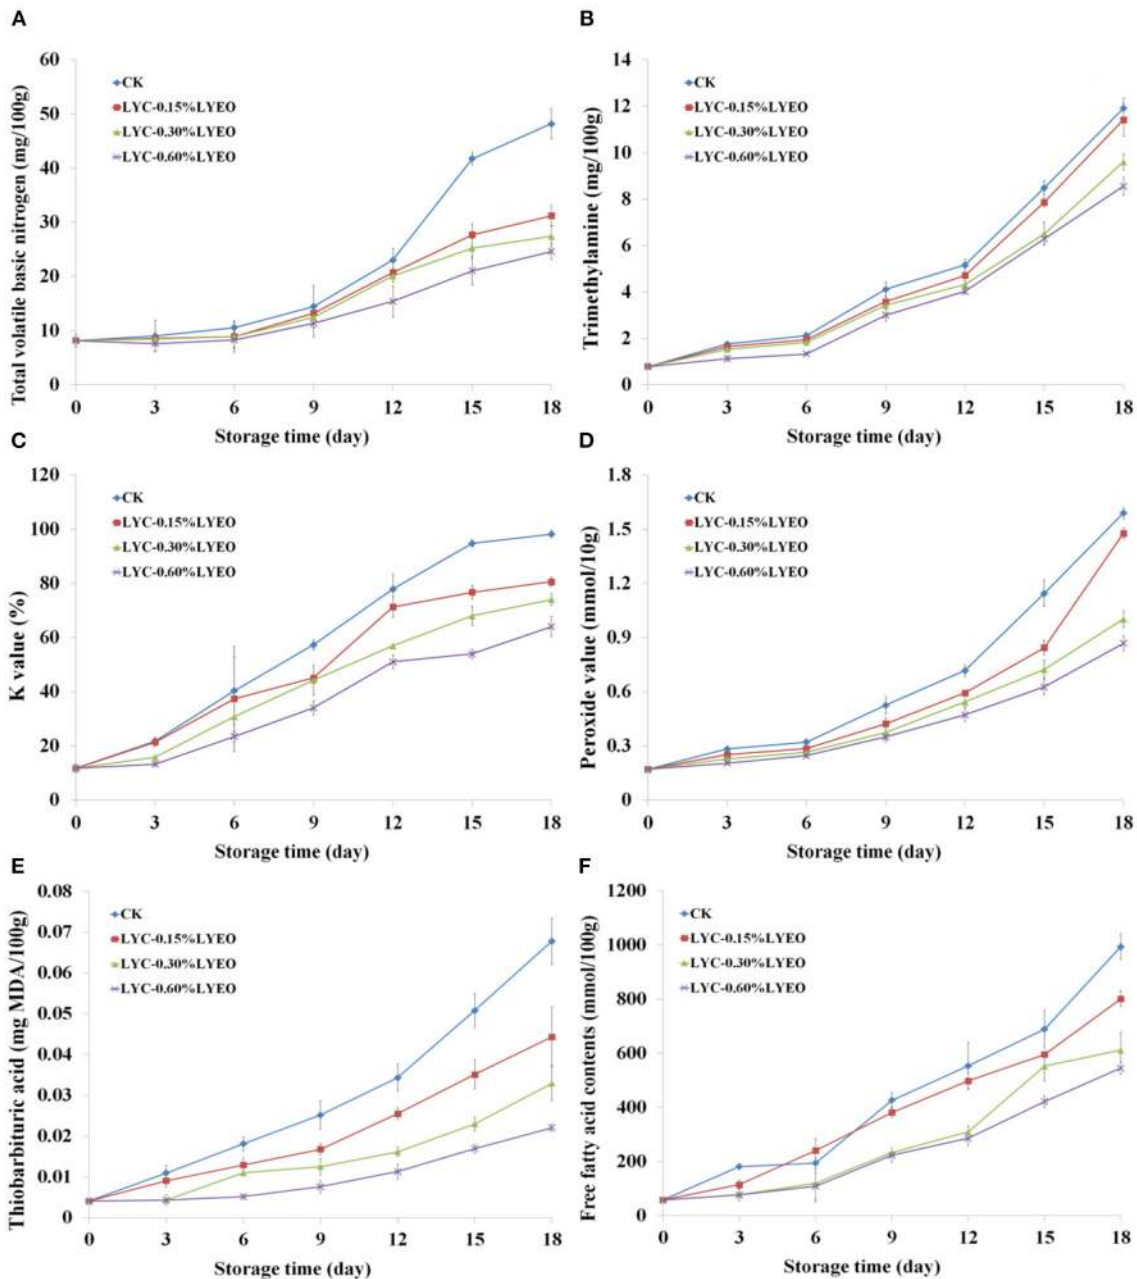 A
Total volatile basic nitrogen (mg/100g)
60
50
40
30
20
10
0
CK
LYC-0.15%LYEO
LYC-0.30%LYEO
LYC-0.60%LYEO
0 3 6 9 12 15 18
Storage time (day)
B
Trimethylamine (mg/100g)
14
12
10
8
6
4
2
0
CK
LYC-0.15%LYEO
LYC-0.30%LYEO
LYC-0.60%LYEO
0 3 6 9 12 15 18
Storage time (day)
C
K value (%)
120
100
80
60
40
20
0
CK
LYC-0.15%LYEO
LYC-0.30%LYEO
LYC-0.60%LYEO
0 3 6 9 12 15 18
Storage time (day)
D
Peroxide value (mmol/10g)
1.8
1.5
1.2
0.9
0.6
0.3
0
CK
LYC-0.15%LYEO
LYC-0.30%LYEO
LYC-0.60%LYEO
0 3 6 9 12 15 18
Storage time (day)
E
Thiobarbituric acid (mg MDA/100g)
0.08
0.07
0.06
0.05
0.04
0.03
0.02
0.01
0
CK
LYC-0.15%LYEO
LYC-0.30%LYEO
LYC-0.60%LYEO
0 3 6 9 12 15 18
Storage time (day)
F
Free fatty acid contents (mmol/100g)
1200
1000
800
600
400
200
0
CK
LYC-0.15%LYEO
LYC-0.30%LYEO
LYC-0.60%LYEO
0 3 6 9 12 15 18
Storage time (day)